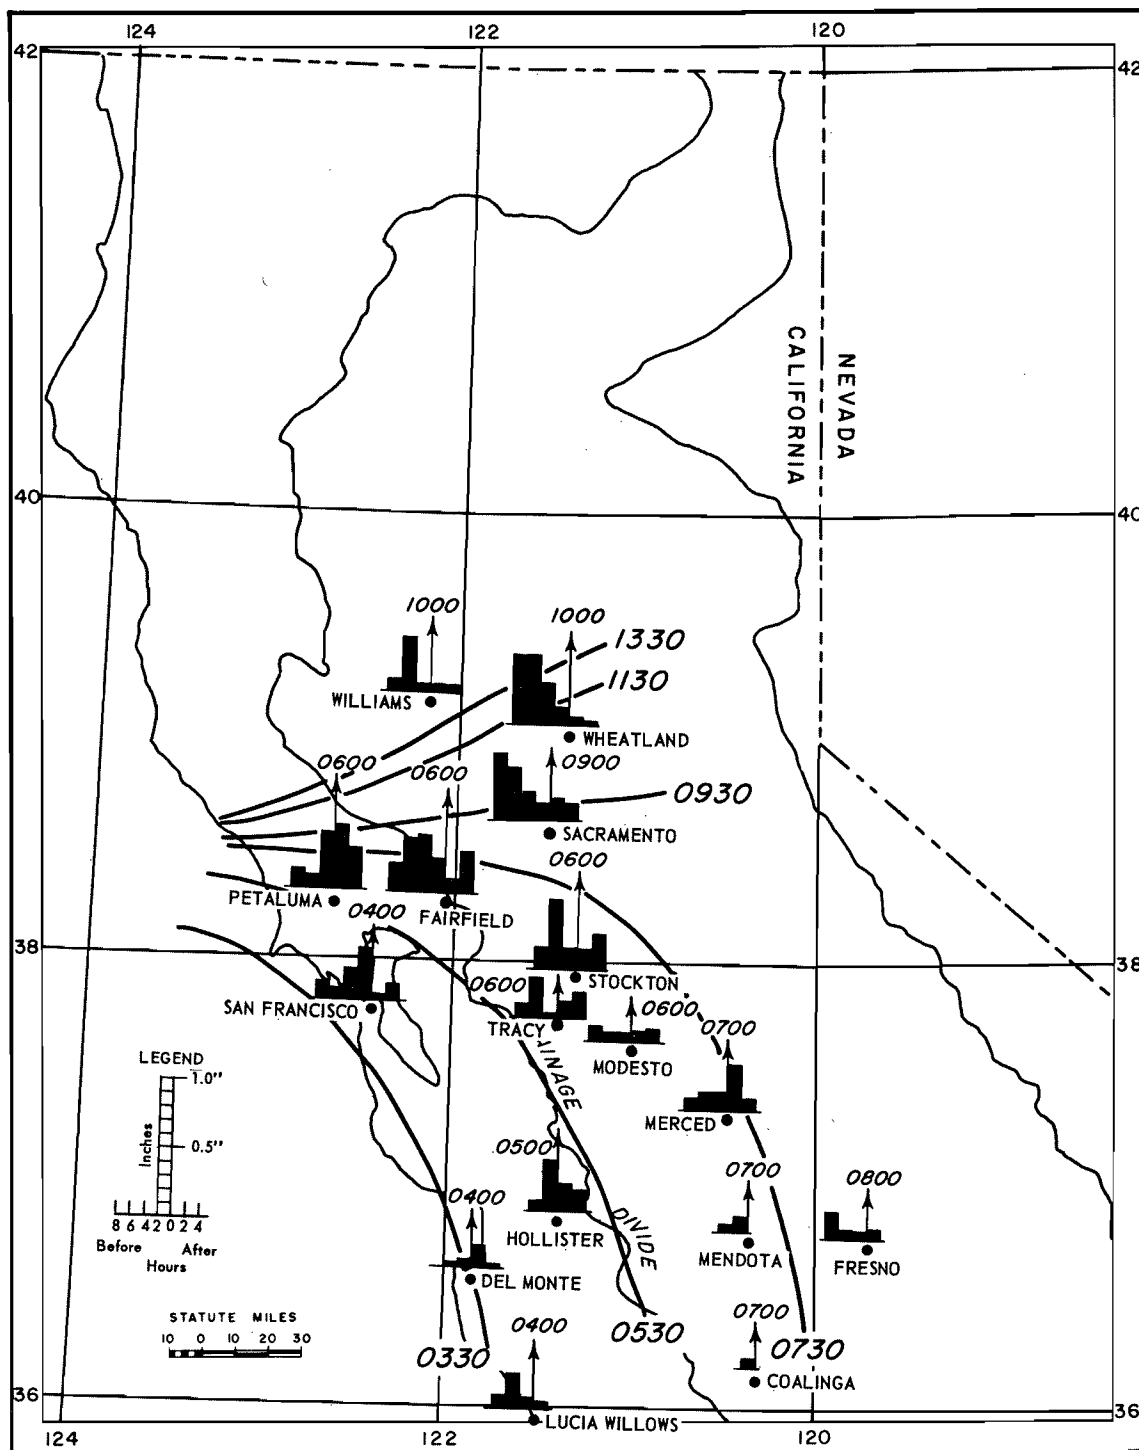 124 122 120
42 42
NEVADA
CALIFORNIA
40 40
1000 1000 1330
1130
WILLIAMS
WHEATLAND
0600 0600 0900
0930
SACRAMENTO
0600
PETALUMA
FAIRFIELD
0400
38 38
STOCKTON
0600
SAN FRANCISCO
TRACY
0600 0700
MODESTO
AINAGE
DIVIDE
MERCED
LEGEND
1.0"
0.5"
Inches
8 6 4 2 0 2 4
Before After
Hours
0500
0400
0700 0800
HOLLISTER
MENDOTA
FRESNO
DEL MONTE
STATUTE MILES
10 0 10 20 30
0400
0330
0530
0700
0730
COALINGA
36 36
LUCIA WILLOWS
124 122 120